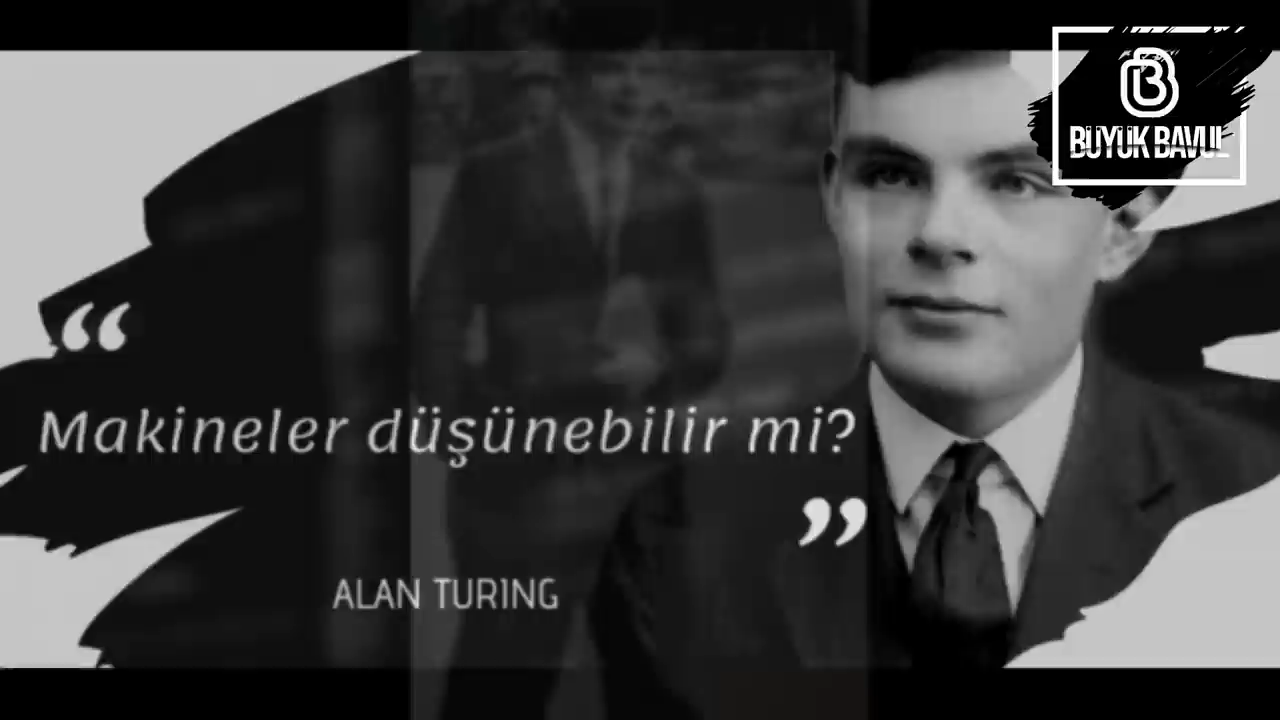 BÜYÜK BAVUL
“
Makineler düşünebilir mi?
”
ALAN TURING